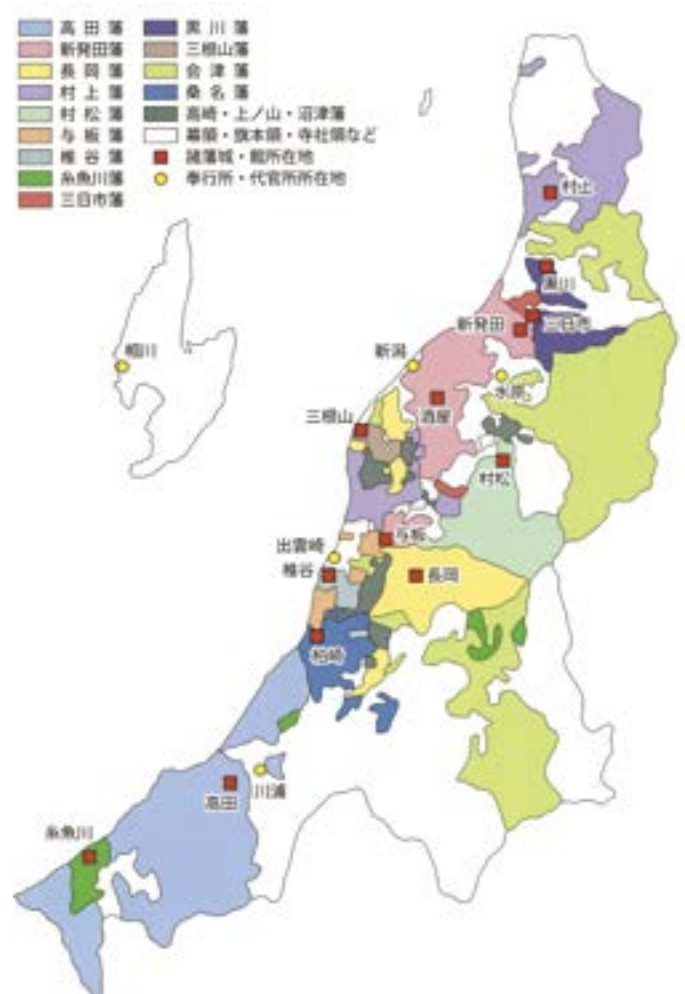 高田藩
新発田藩
長岡藩
村上藩
村松藩
与板藩
椎谷藩
糸魚川藩
三日市藩
黒川藩
三根山藩
会津藩
桑名藩
高崎・上ノ山・沼津藩
幕領・旗本領・寺社領など
諸藩城・館所在地
奉行所・代官所所在地
村上
黒川
三日市
新発田
相川
新潟
水原
酒屋
三根山
村松
与板
出雲崎
椎谷
長岡
柏崎
高田
川浦
糸魚川